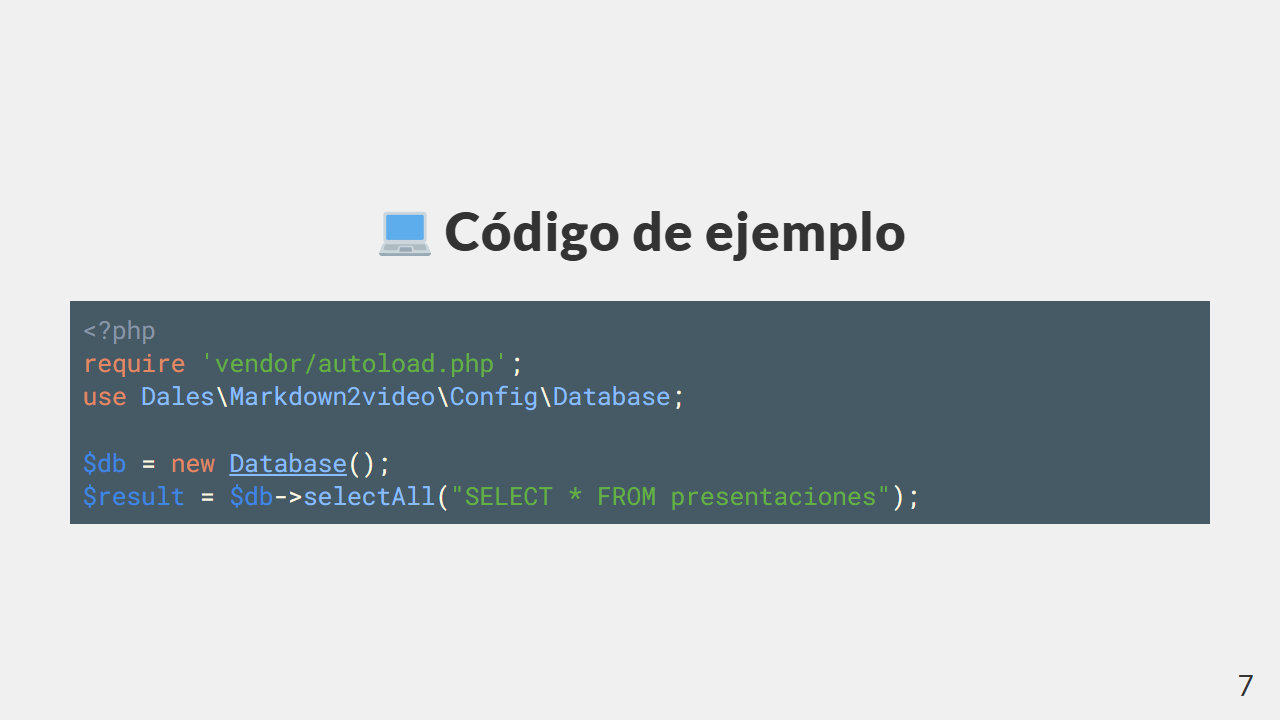 💻 Código de ejemplo
<?php
require 'vendor/autoload.php';
use Dales\Markdown2video\Config\Database;

$db = new Database();
$result = $db->selectAll("SELECT * FROM presentaciones");
7